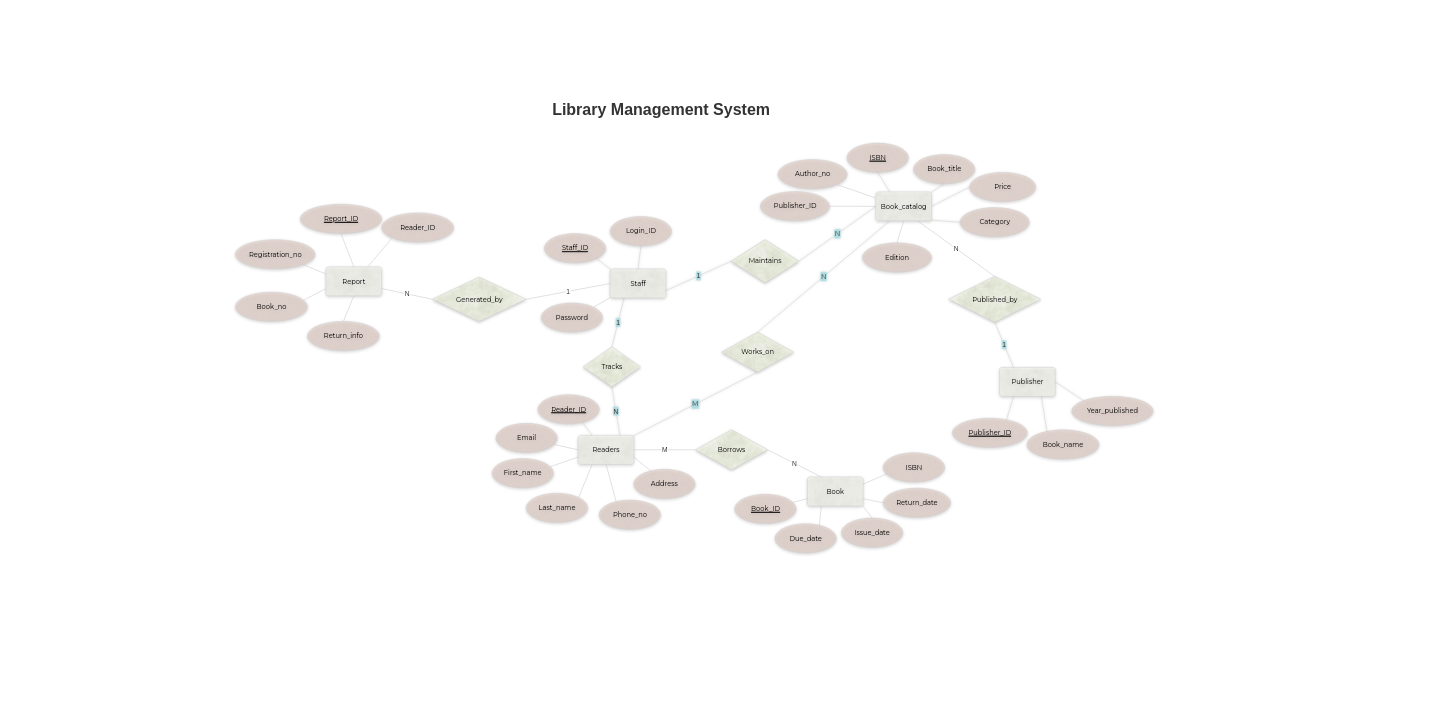 Library Management System
ISBN
Author_no
Book_title
Price
Publisher_ID
Book_catalog
Category
Edition
N
N
N
Report_ID
Reader_ID
Registration_no
Report
Book_no
Return_info
N
Generated_by
1
Login_ID
Staff_ID
Staff
Password
1
Maintains
1
Tracks
N
Works_on
M
Published_by
1
Publisher
Year_published
Publisher_ID
Book_name
Reader_ID
Email
First_name
Last_name
Phone_no
Address
Readers
M
Borrows
N
Book
ISBN
Return_date
Issue_date
Due_date
Book_ID